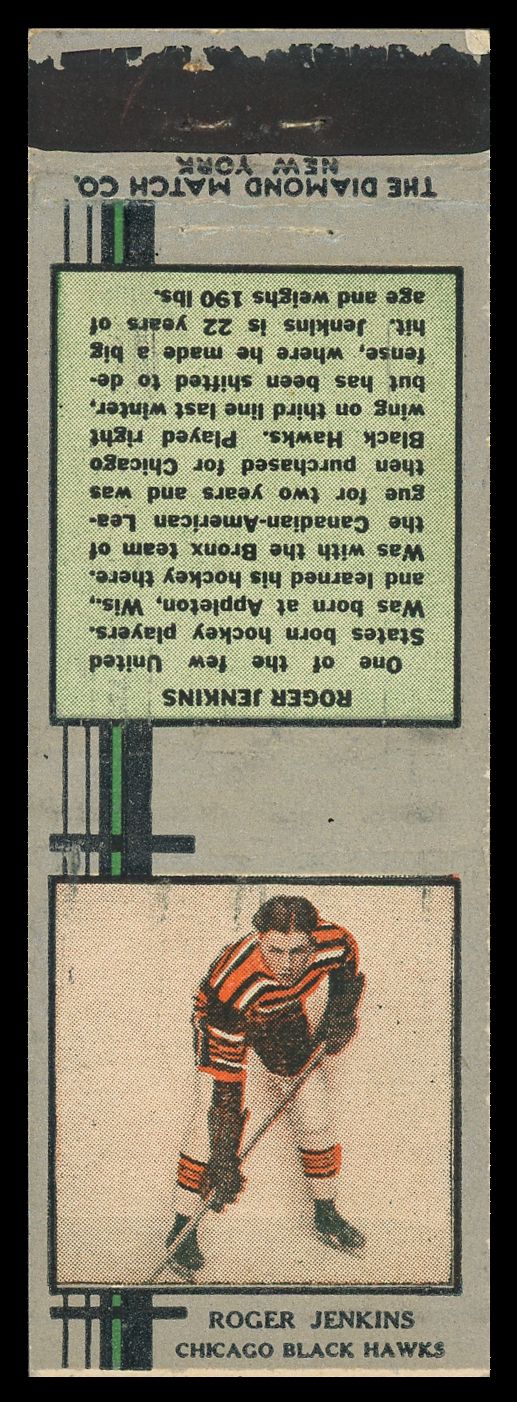 THE DIAMOND MATCH CO.
NEW YORK
ROGER JENKINS
One of the few United
States born hockey players.
Was born at Appleton, Wis.,
and learned his hockey there.
Was with the Bronx team of
the Canadian-American Lea-
gue for two years and was
then purchased for Chicago
Black Hawks. Played right
wing on third line last winter,
but has been shifted to de-
fense, where he made a big
hit. Jenkins is 22 years of
age and weighs 190 lbs.
ROGER JENKINS
CHICAGO BLACK HAWKS